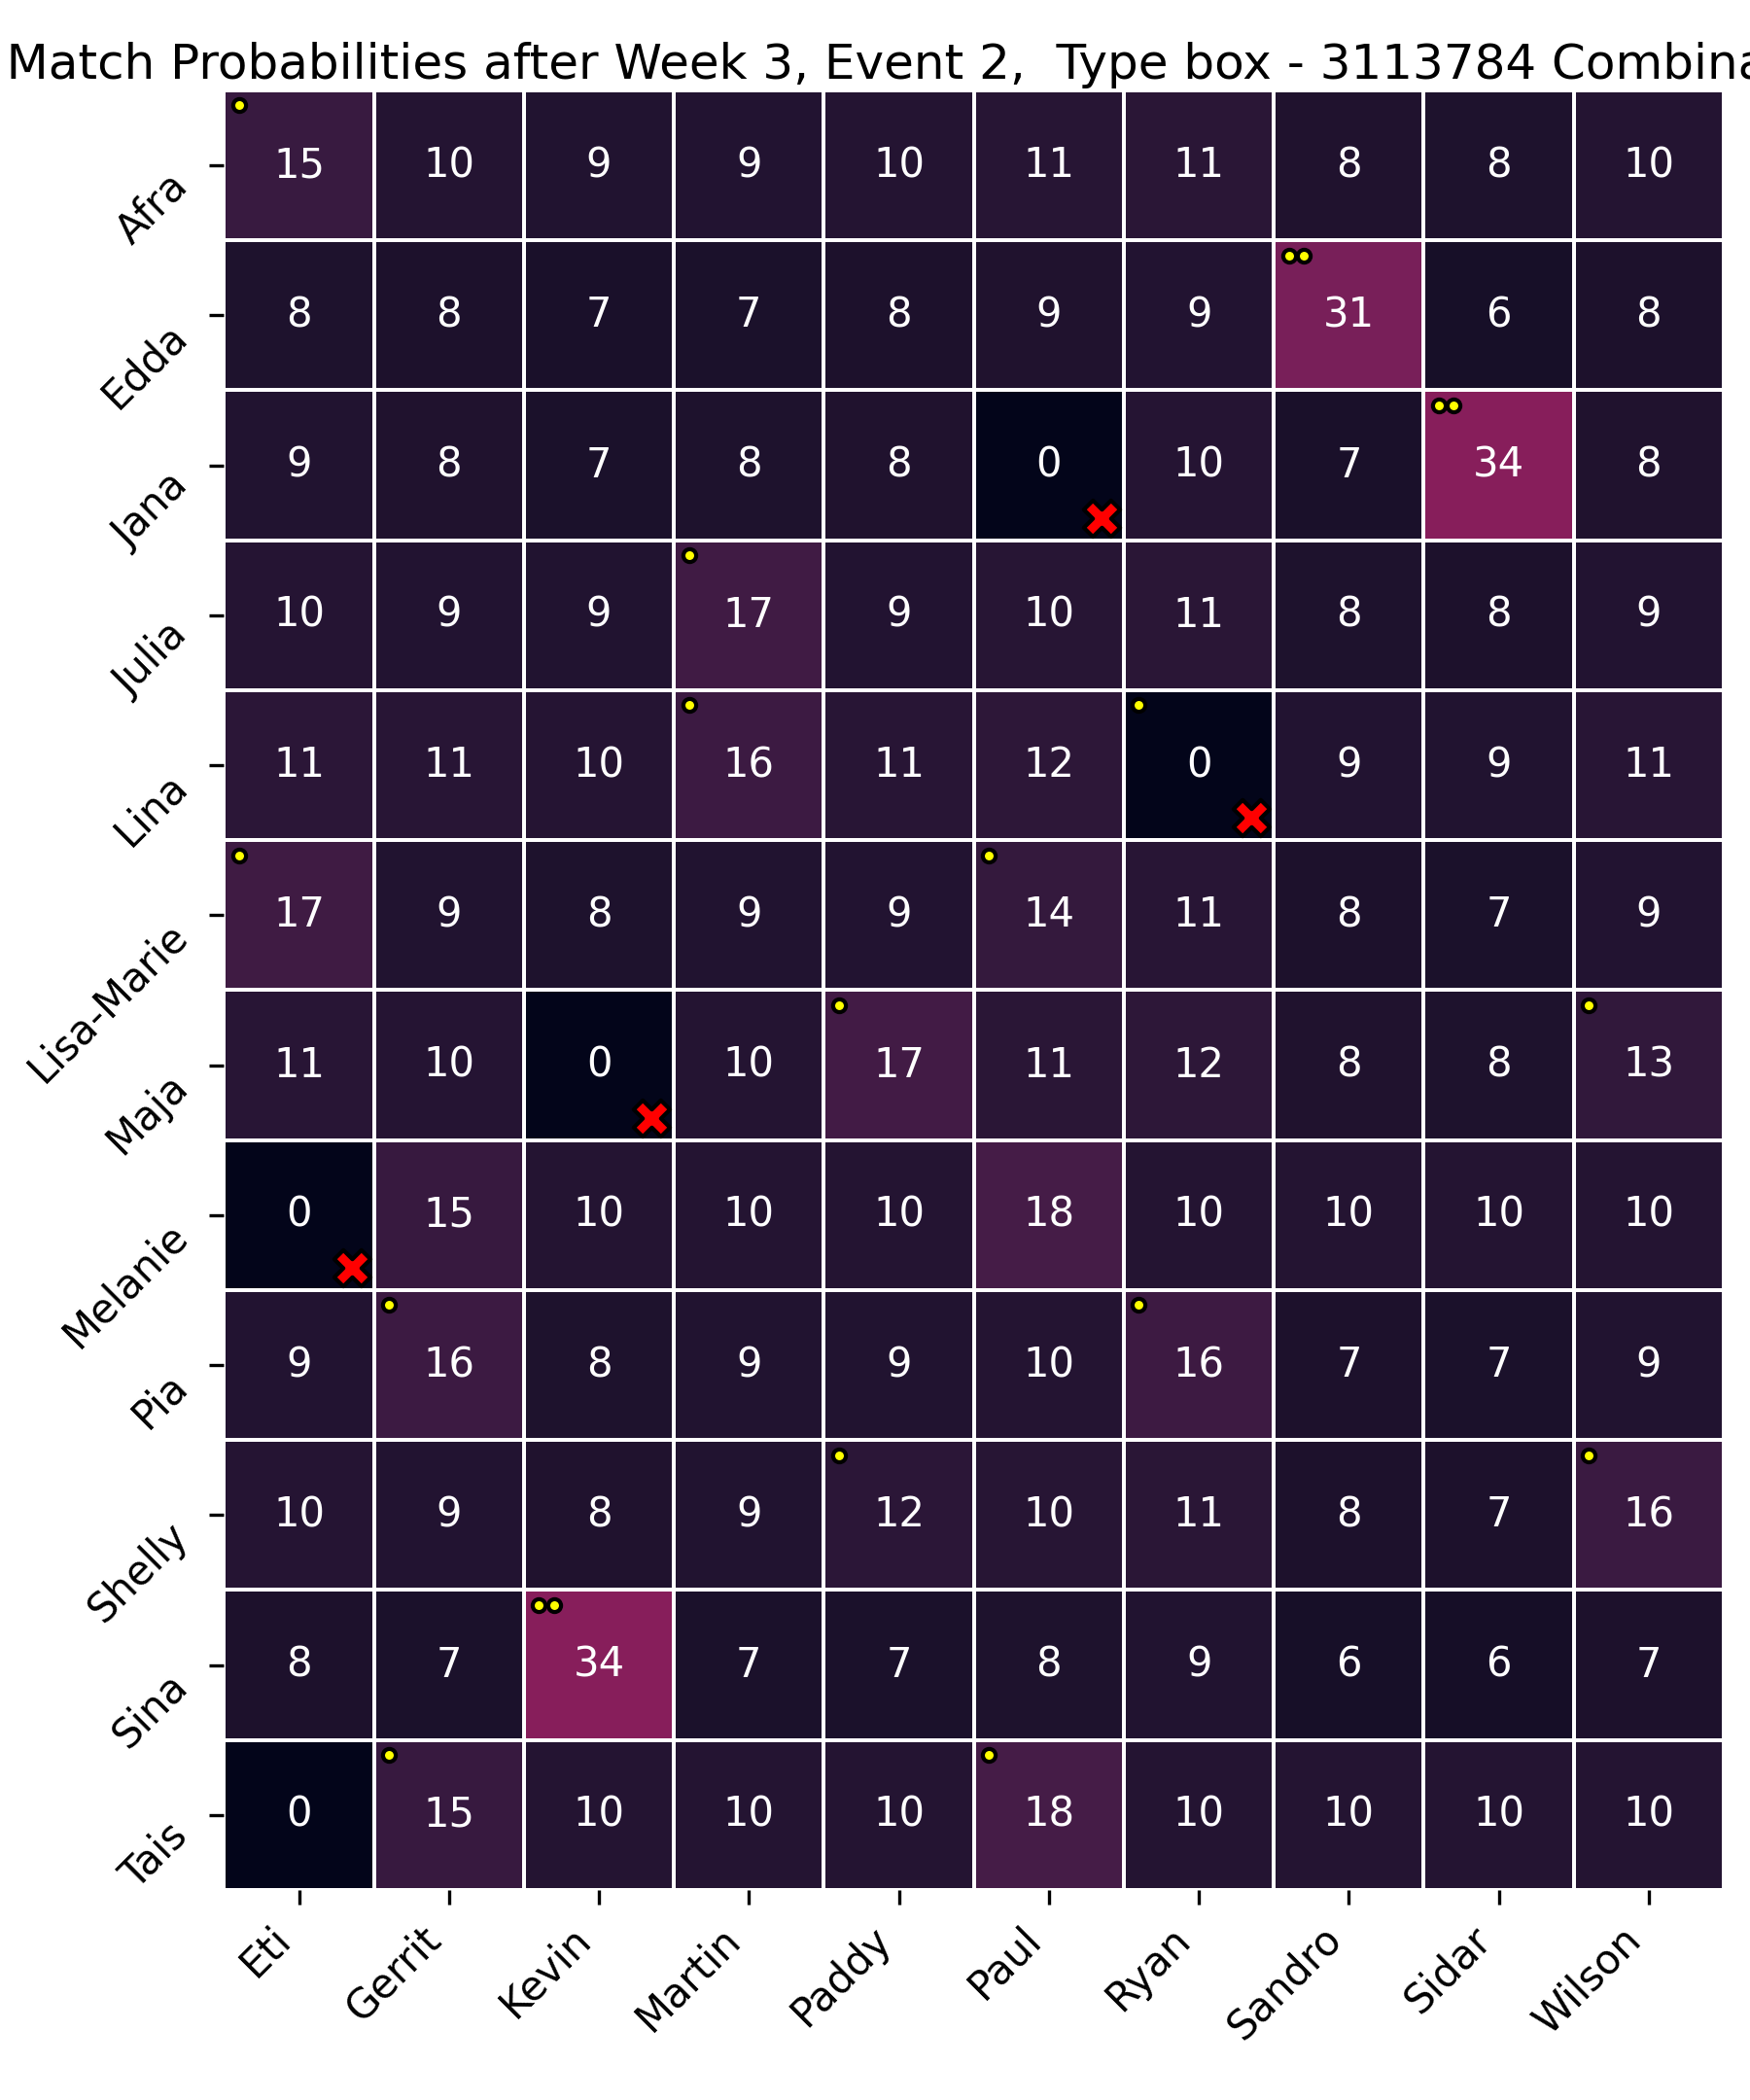 Match Probabilities after Week 3, Event 2, Type box - 3113784 Combina
Afra 15 10 9 9 10 11 11 8 8 10
Edda 8 8 7 7 8 9 9 31 6 8
Jana 9 8 7 8 8 0 10 7 34 8
Julia 10 9 9 17 9 10 11 8 8 9
Lina 11 11 10 16 11 12 0 9 9 11
Lisa-Marie 17 9 8 9 9 14 11 8 7 9
Maja 11 10 0 10 17 11 12 8 8 13
Melanie 0 15 10 10 10 18 10 10 10 10
Pia 9 16 8 9 9 10 16 7 7 9
Shelly 10 9 8 9 12 10 11 8 7 16
Sina 8 7 34 7 7 8 9 6 6 7
Tais 0 15 10 10 10 18 10 10 10 10
Eti Gerrit Kevin Martin Paddy Paul Ryan Sandro Sidar Wilson